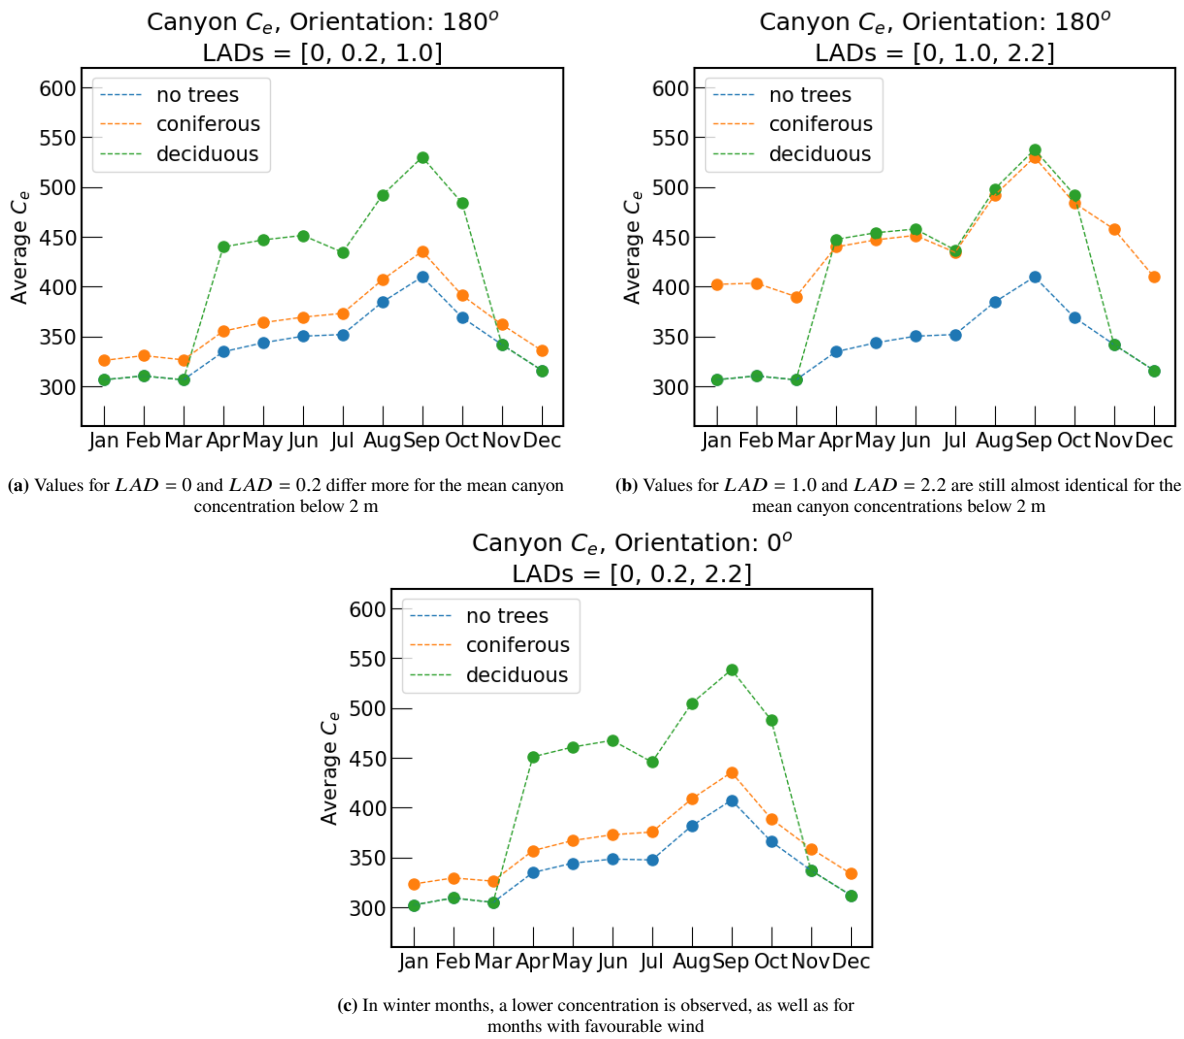 Canyon Cₑ, Orientation: 180ᵒ
LADs = [0, 0.2, 1.0]
600
550
500
450
400
350
300
Average Cₑ
no trees
coniferous
deciduous
Jan Feb Mar Apr May Jun Jul Aug Sep Oct Nov Dec
(a) Values for LAD = 0 and LAD = 0.2 differ more for the mean canyon
concentration below 2 m
Canyon Cₑ, Orientation: 180ᵒ
LADs = [0, 1.0, 2.2]
600
550
500
450
400
350
300
Average Cₑ
no trees
coniferous
deciduous
Jan Feb Mar Apr May Jun Jul Aug Sep Oct Nov Dec
(b) Values for LAD = 1.0 and LAD = 2.2 are still almost identical for the
mean canyon concentrations below 2 m
Canyon Cₑ, Orientation: 0ᵒ
LADs = [0, 0.2, 2.2]
600
550
500
450
400
350
300
Average Cₑ
no trees
coniferous
deciduous
Jan Feb Mar Apr May Jun Jul Aug Sep Oct Nov Dec
(c) In winter months, a lower concentration is observed, as well as for
months with favourable wind